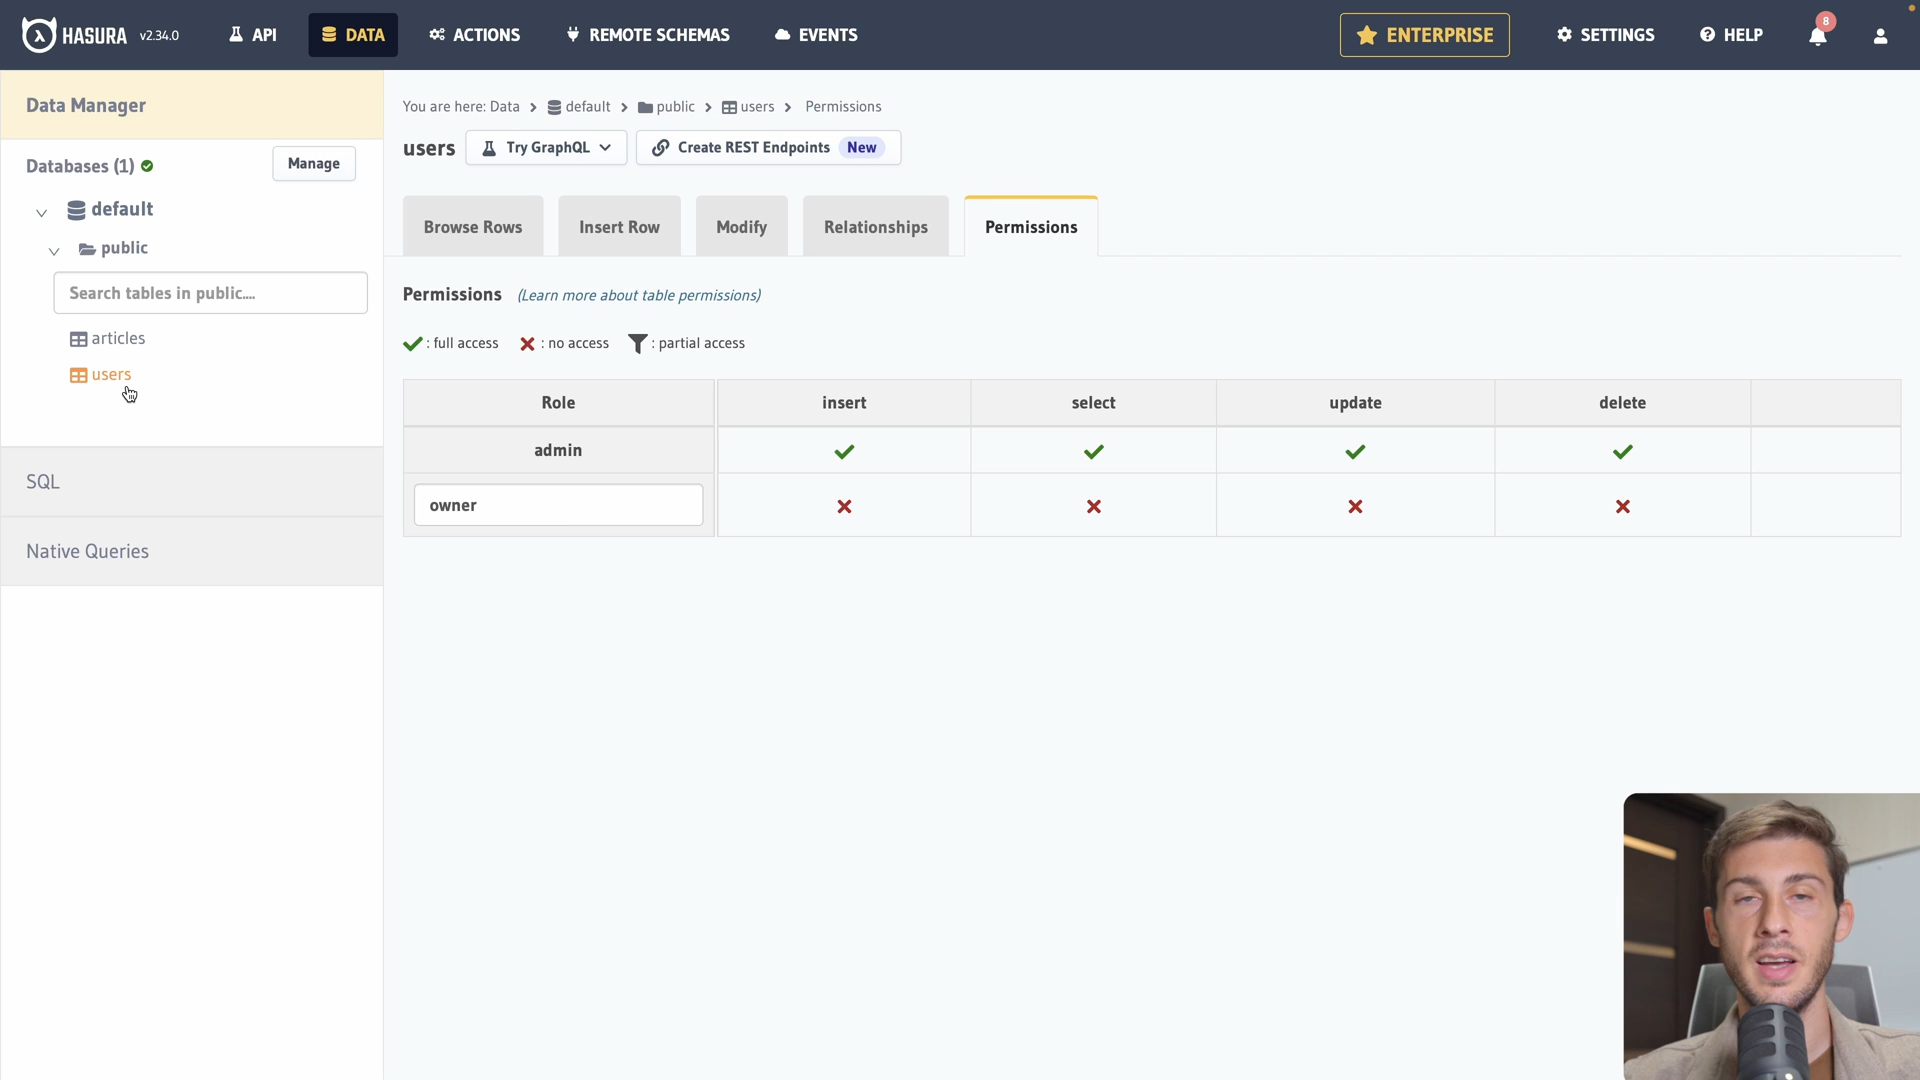 HASURA v2.34.0 API DATA ACTIONS REMOTE SCHEMAS EVENTS ENTERPRISE SETTINGS HELP 8
Data Manager
Databases (1) Manage
default
public
Search tables in public....
articles
users
SQL
Native Queries
You are here: Data > default > public > users > Permissions
users Try GraphQL Create REST Endpoints New
Browse Rows Insert Row Modify Relationships Permissions
Permissions (Learn more about table permissions)
: full access : no access : partial access
Role insert select update delete
admin
owner